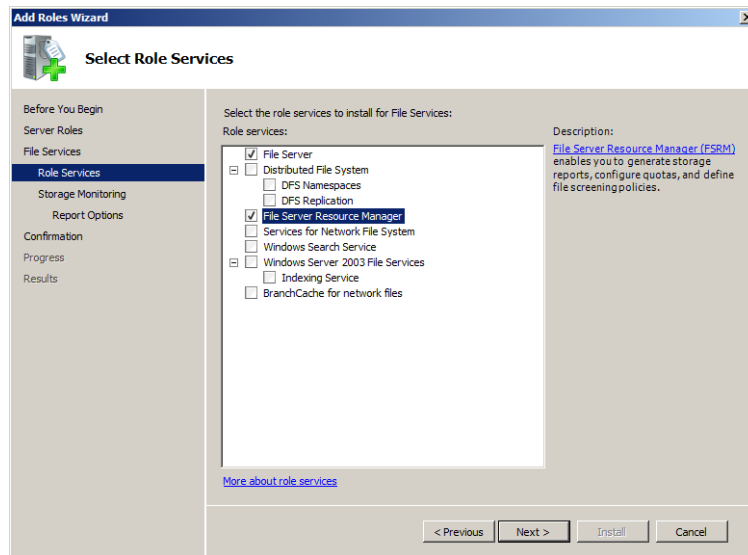 Add Roles Wizard
Select Role Services
Before You Begin
Server Roles
File Services
Role Services
Storage Monitoring
Report Options
Confirmation
Progress
Results
Select the role services to install for File Services:
Role services:
File Server
Distributed File System
DFS Namespaces
DFS Replication
File Server Resource Manager
Services for Network File System
Windows Search Service
Windows Server 2003 File Services
Indexing Service
BranchCache for network files
More about role services
Description:
File Server Resource Manager (FSRM)
enables you to generate storage
reports, configure quotas, and define
file screening policies.
< Previous
Next >
Install
Cancel